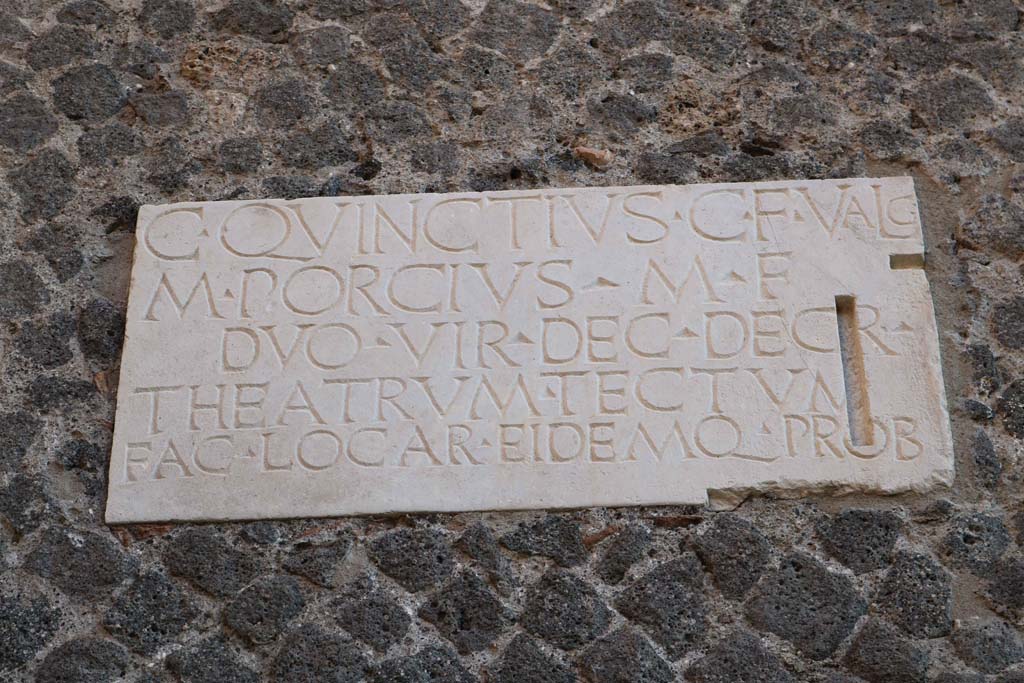 C·QVINCTIVS·C·F·VALG
M·PORCIVS·M·F
DVO·VIR·DEC·DECR·
THEATRVM·TECTVM
FAC·LOCAR·EIDEMQ·PROB